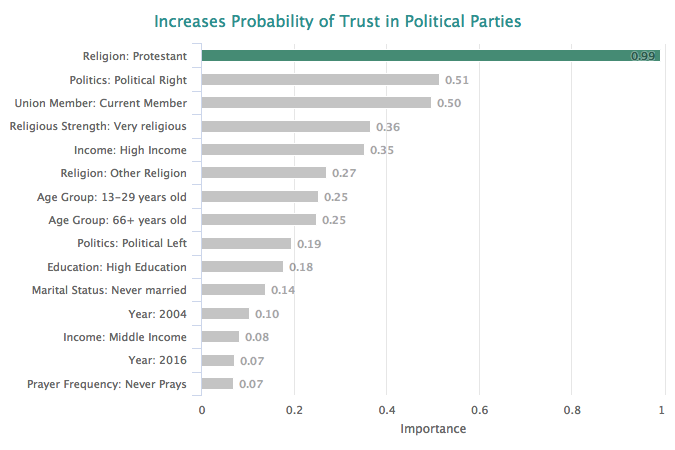 Increases Probability of Trust in Political Parties
Religion: Protestant 0.99
Politics: Political Right 0.51
Union Member: Current Member 0.50
Religious Strength: Very religious 0.36
Income: High Income 0.35
Religion: Other Religion 0.27
Age Group: 13-29 years old 0.25
Age Group: 66+ years old 0.25
Politics: Political Left 0.19
Education: High Education 0.18
Marital Status: Never married 0.14
Year: 2004 0.10
Income: Middle Income 0.08
Year: 2016 0.07
Prayer Frequency: Never Prays 0.07
0 0.2 0.4 0.6 0.8 1
Importance